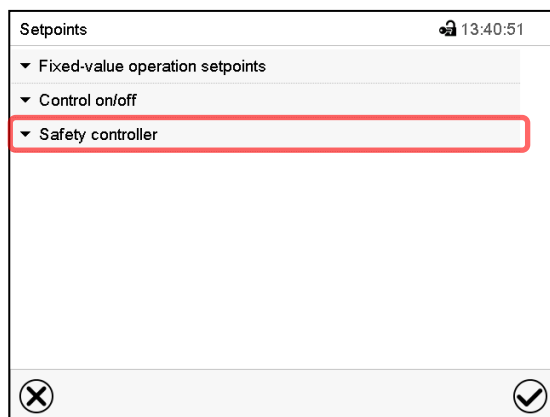 Setpoints 13:40:51
Fixed-value operation setpoints
Control on/off
Safety controller